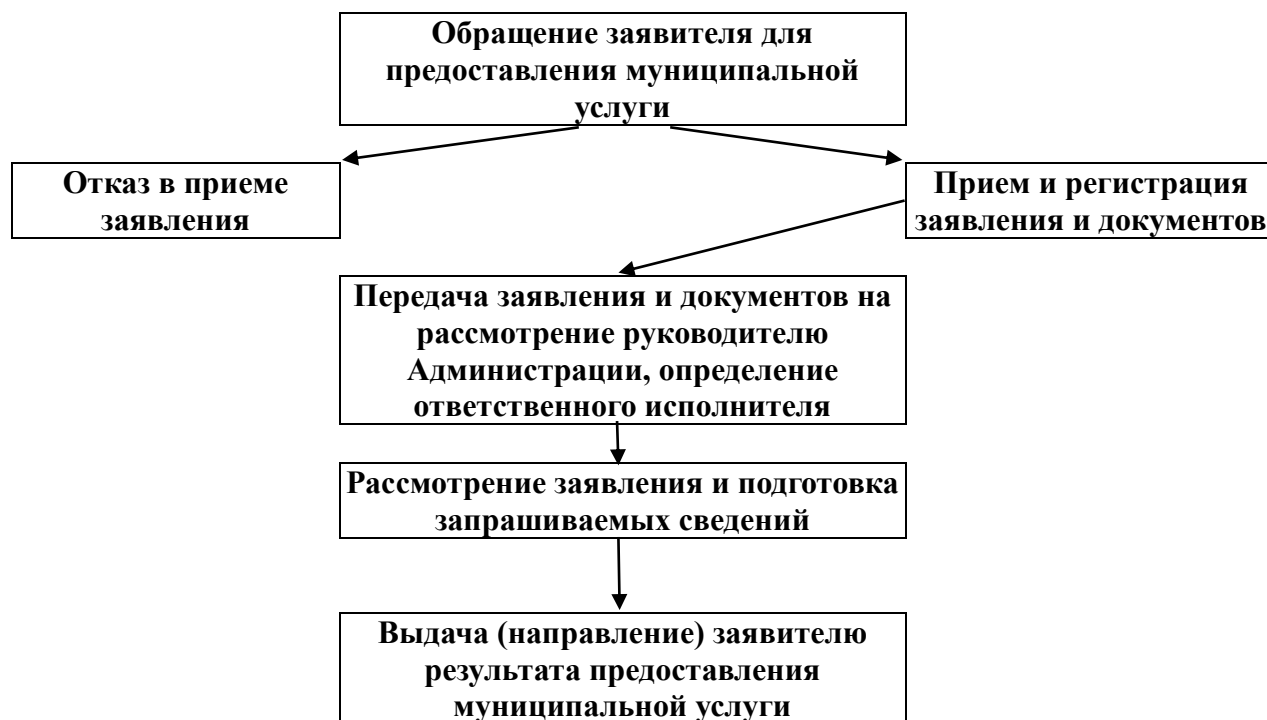 Обращение заявителя для
предоставления муниципальной
услуги
Отказ в приеме
заявления
Прием и регистрация
заявления и документов
Передача заявления и документов на
рассмотрение руководителю
Администрации, определение
ответственного исполнителя
Рассмотрение заявления и подготовка
запрашиваемых сведений
Выдача (направление) заявителю
результата предоставления
муниципальной услуги